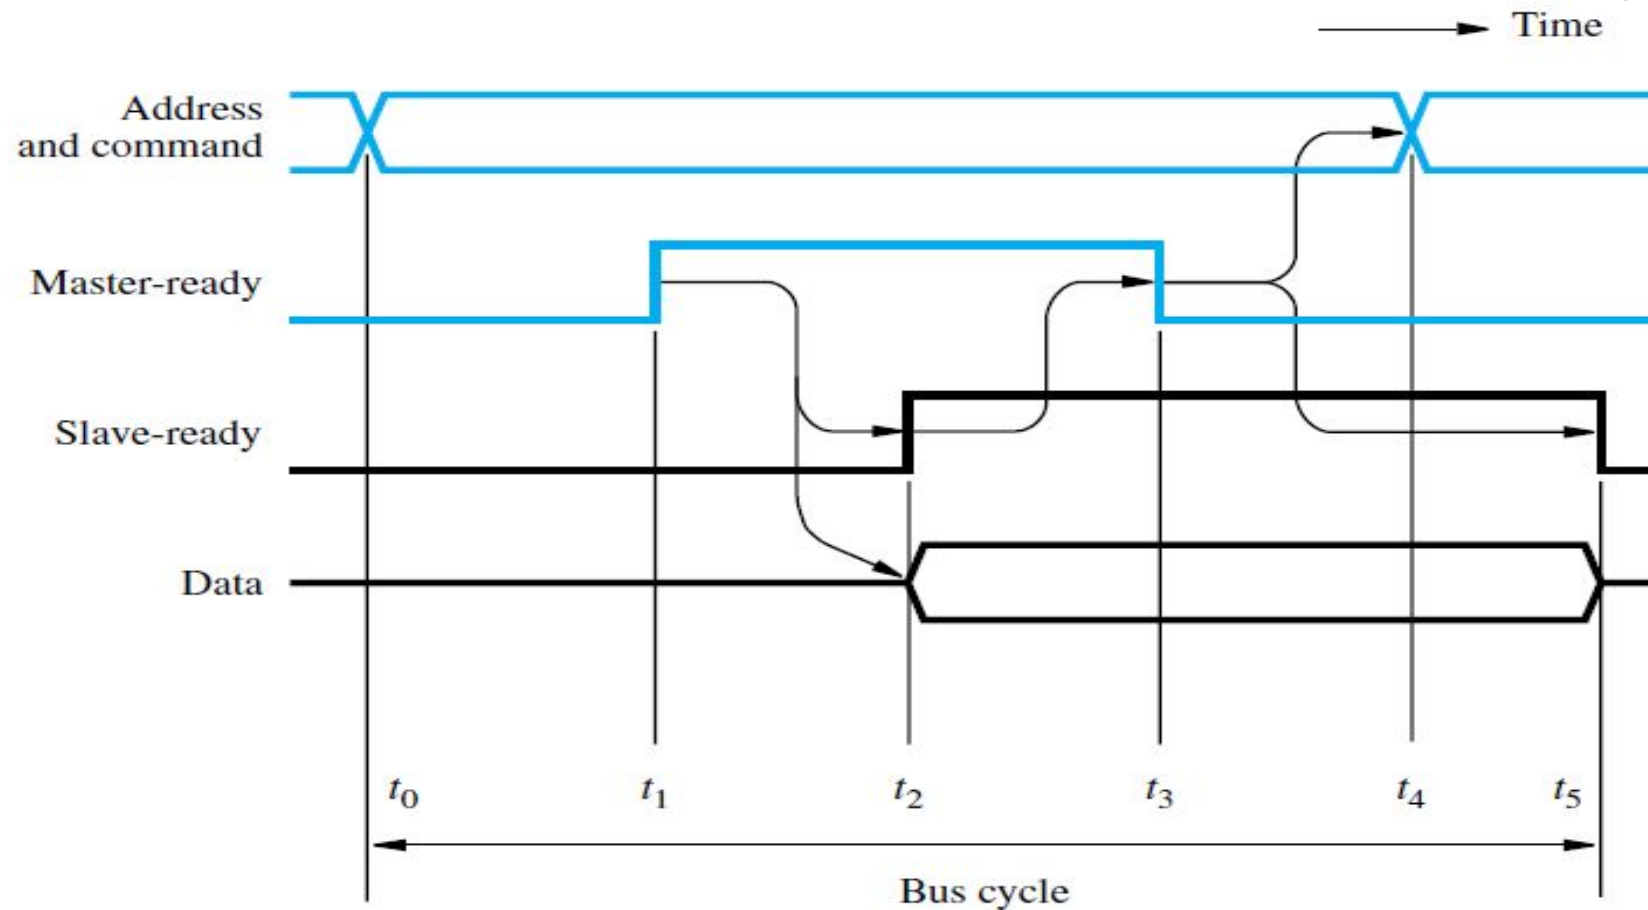 Time
Address
and command
Master-ready
Slave-ready
Data
t₀ t₁ t₂ t₃ t₄ t₅
Bus cycle